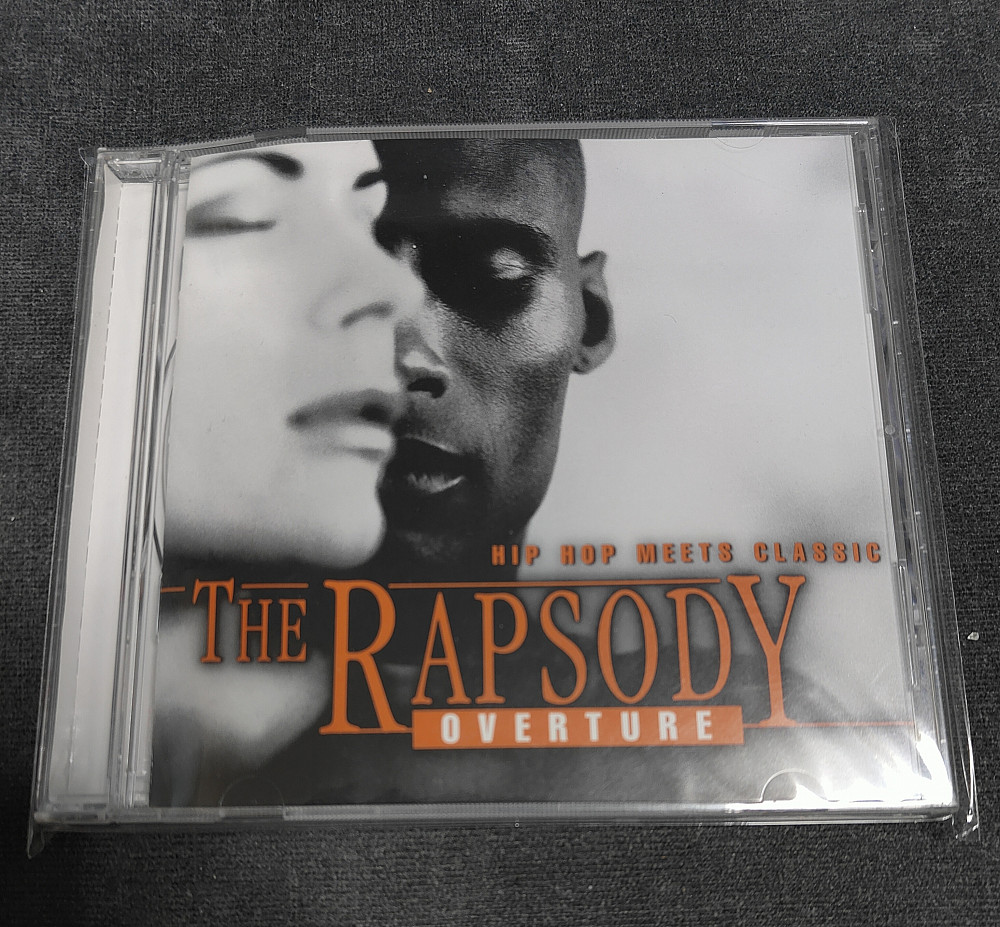 HIP HOP MEETS CLASSIC
THE RAPSODY
OVERTURE